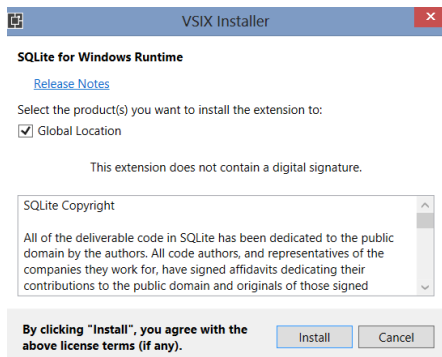 VSIX Installer
SQLite for Windows Runtime
Release Notes
Select the product(s) you want to install the extension to:
Global Location
This extension does not contain a digital signature.
SQLite Copyright
All of the deliverable code in SQLite has been dedicated to the public
domain by the authors. All code authors, and representatives of the
companies they work for, have signed affidavits dedicating their
contributions to the public domain and originals of those signed
By clicking "Install", you agree with the
above license terms (if any).
Install
Cancel